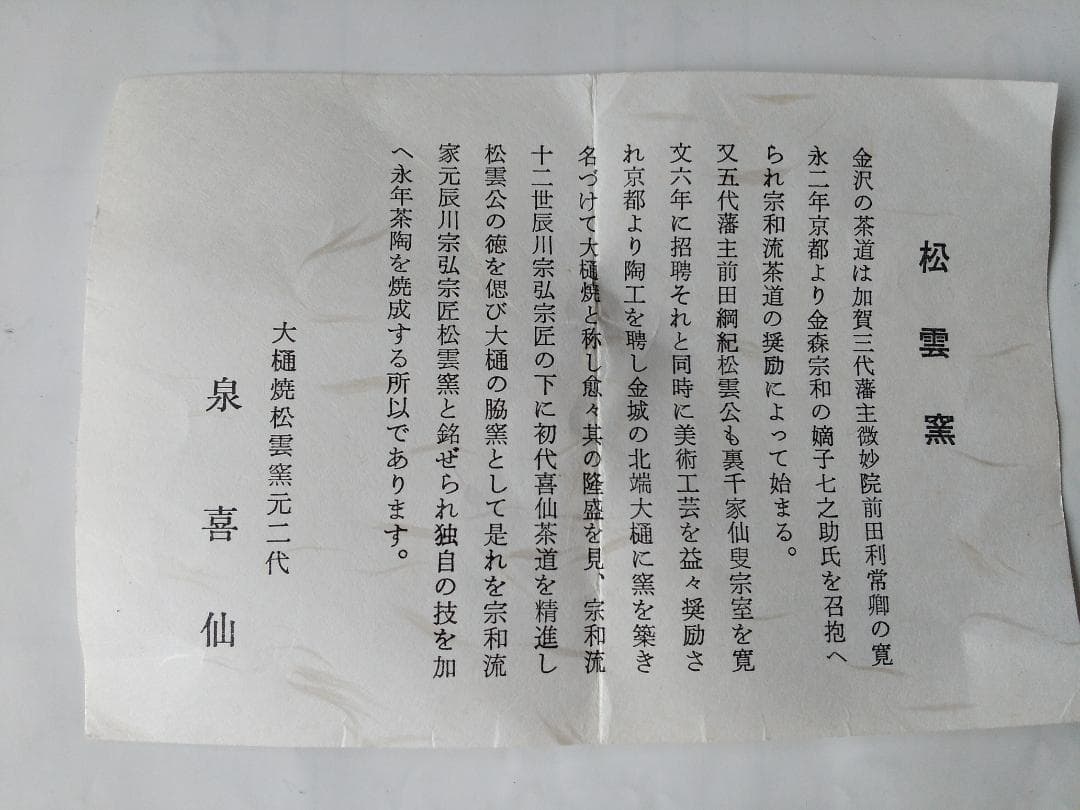 松雲窯
金沢の茶道は加賀三代藩主微妙院前田利常卿の寛
永二年京都より金森宗和の嫡子七之助氏を召抱へ
られ宗和流茶道の奨励によって始まる。
又五代藩主前田綱紀松雲公も裏千家仙叟宗室を寛
文六年に招聘それと同時に美術工芸を益々奨励さ
れ京都より陶工を聘し金城の北端大樋に窯を築き
名づけて大樋焼と称し愈々其の隆盛を見、宗和流
十二世辰川宗弘宗匠の下に初代喜仙茶道を精進し
松雲公の徳を偲び大樋の脇窯として是れを宗和流
家元辰川宗弘宗匠松雲窯と銘ぜられ独自の技を加
へ永年茶陶を焼成する所以であります。
大樋焼松雲窯元二代
泉喜仙